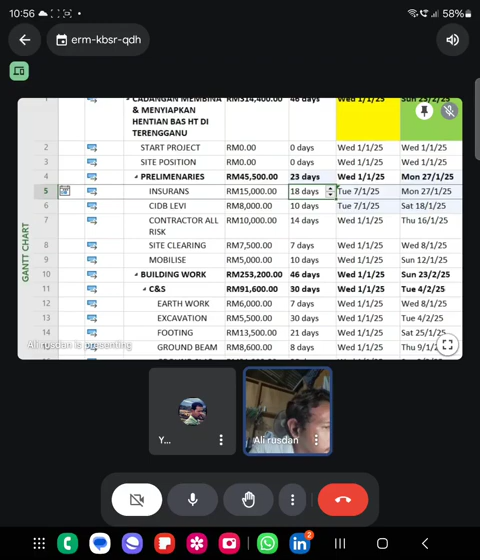 10:56
58%
erm-kbsr-qdh
1 CADANGAN MEMBINA & MENYIAPKAN HENTIAN BAS HT DI TERENGGANU RM314,400.00 46 days Wed 1/1/25 Sun 23/2/25
2 START PROJECT RM0.00 0 days Wed 1/1/25 Wed 1/1/25
3 SITE POSITION RM0.00 0 days Wed 1/1/25 Wed 1/1/25
4 PRELIMENARIES RM45,500.00 23 days Wed 1/1/25 Mon 27/1/25
5 INSURANS RM15,000.00 18 days Tue 7/1/25 Mon 27/1/25
6 CIDB LEVI RM8,000.00 10 days Tue 7/1/25 Sat 18/1/25
7 CONTRACTOR ALL RISK RM10,000.00 14 days Wed 1/1/25 Thu 16/1/25
8 SITE CLEARING RM7,500.00 7 days Wed 1/1/25 Wed 8/1/25
9 MOBILISE RM5,000.00 10 days Wed 1/1/25 Sun 12/1/25
10 BUILDING WORK RM253,200.00 46 days Wed 1/1/25 Sun 23/2/25
11 C&S RM91,600.00 30 days Wed 1/1/25 Tue 4/2/25
12 EARTH WORK RM6,000.00 7 days Wed 1/1/25 Wed 8/1/25
13 EXCAVATION RM5,500.00 30 days Wed 1/1/25 Tue 4/2/25
14 FOOTING RM13,500.00 21 days Wed 1/1/25 Sat 25/1/25
GROUND BEAM RM8,600.00 8 days Wed 1/1/25 Thu 9/1/
GANTT CHART
Ali rusdan is presenting
Y...
Ali rusdan
2